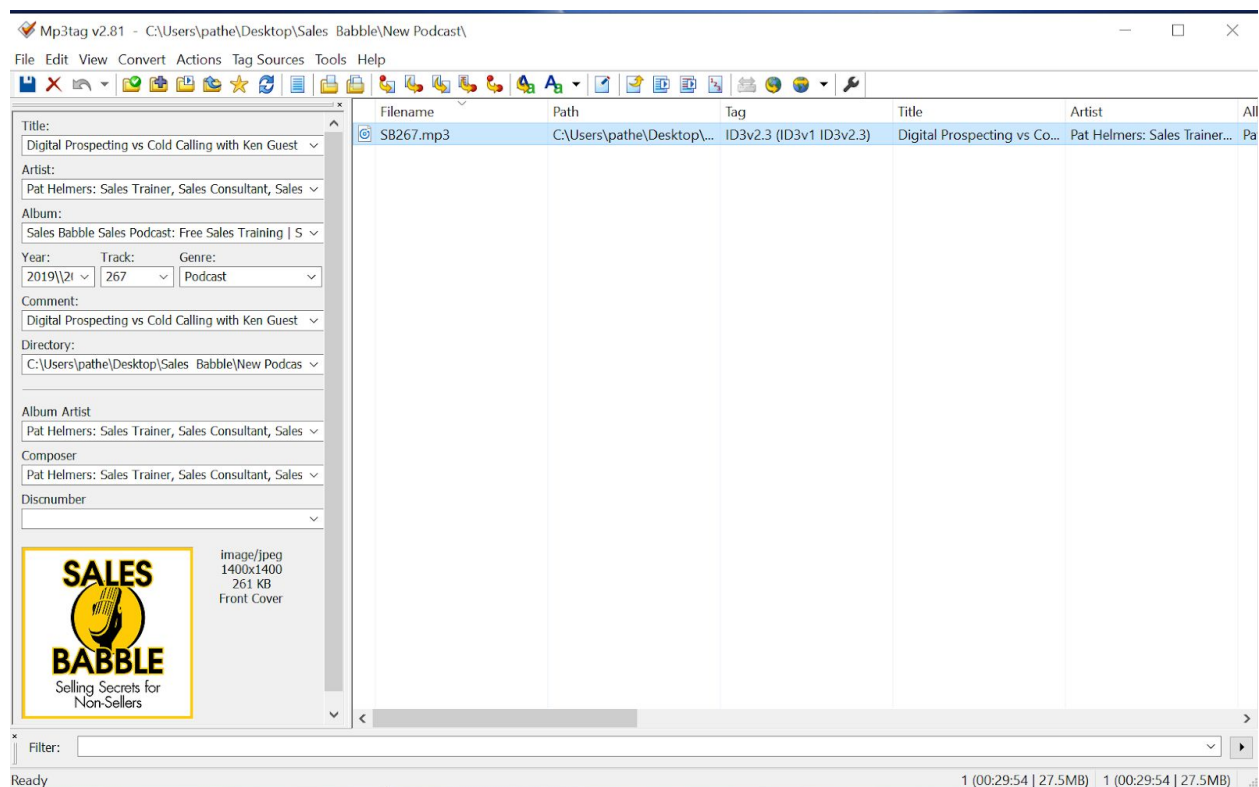 Mp3tag v2.81 - C:\Users\pathe\Desktop\Sales Babble\New Podcast\
File Edit View Convert Actions Tag Sources Tools Help
Filename Path Tag Title Artist All
SB267.mp3 C:\Users\pathe\Desktop\... ID3v2.3 (ID3v1 ID3v2.3) Digital Prospecting vs Co... Pat Helmers: Sales Trainer... Pa
Title:
Digital Prospecting vs Cold Calling with Ken Guest
Artist:
Pat Helmers: Sales Trainer, Sales Consultant, Sales
Album:
Sales Babble Sales Podcast: Free Sales Training | S
Year: Track: Genre:
2019\\2( 267 Podcast
Comment:
Digital Prospecting vs Cold Calling with Ken Guest
Directory:
C:\Users\pathe\Desktop\Sales Babble\New Podcas
Album Artist
Pat Helmers: Sales Trainer, Sales Consultant, Sales
Composer
Pat Helmers: Sales Trainer, Sales Consultant, Sales
Discnumber
SALES
BABBLE
Selling Secrets for
Non-Sellers
image/jpeg
1400x1400
261 KB
Front Cover
Filter:
Ready 1 (00:29:54 | 27.5MB) 1 (00:29:54 | 27.5MB)